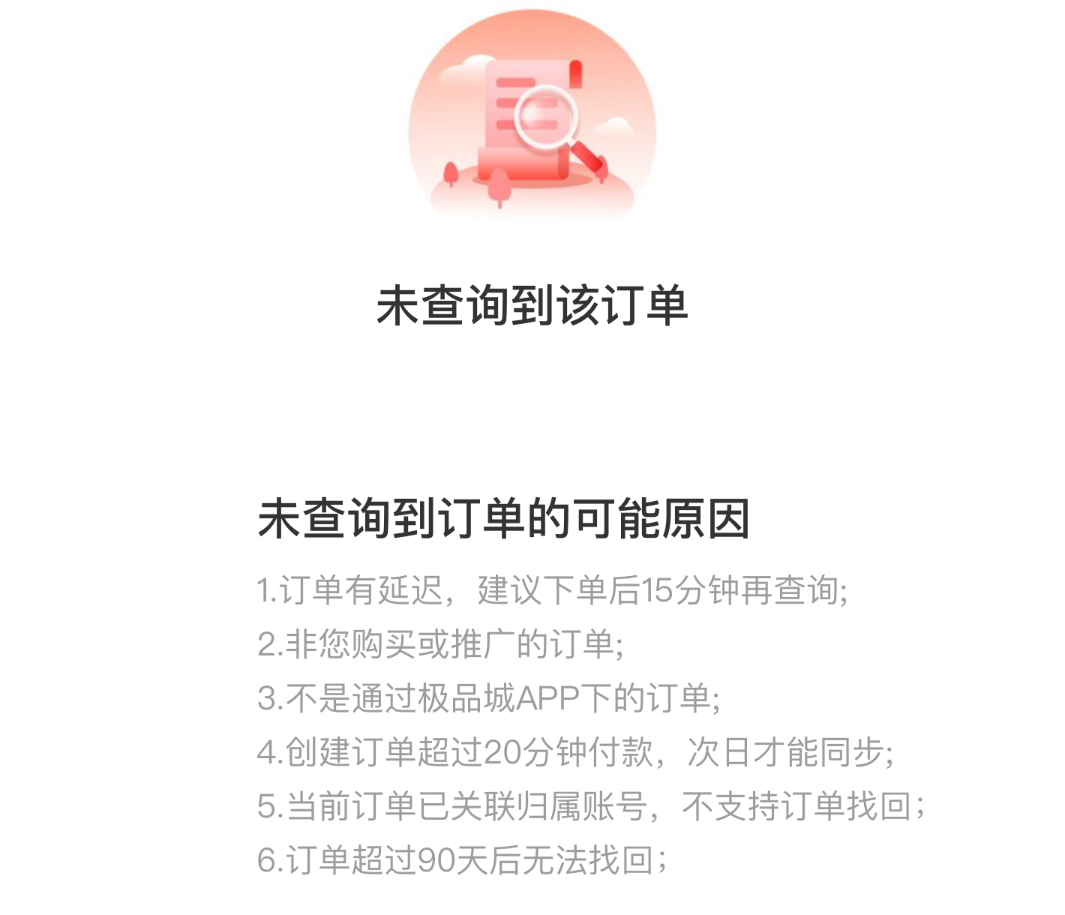 未查询到该订单
未查询到订单的可能原因
1.订单有延迟，建议下单后15分钟再查询;
2.非您购买或推广的订单;
3.不是通过极品城APP下的订单;
4.创建订单超过20分钟付款，次日才能同步;
5.当前订单已关联归属账号，不支持订单找回；
6.订单超过90天后无法找回；